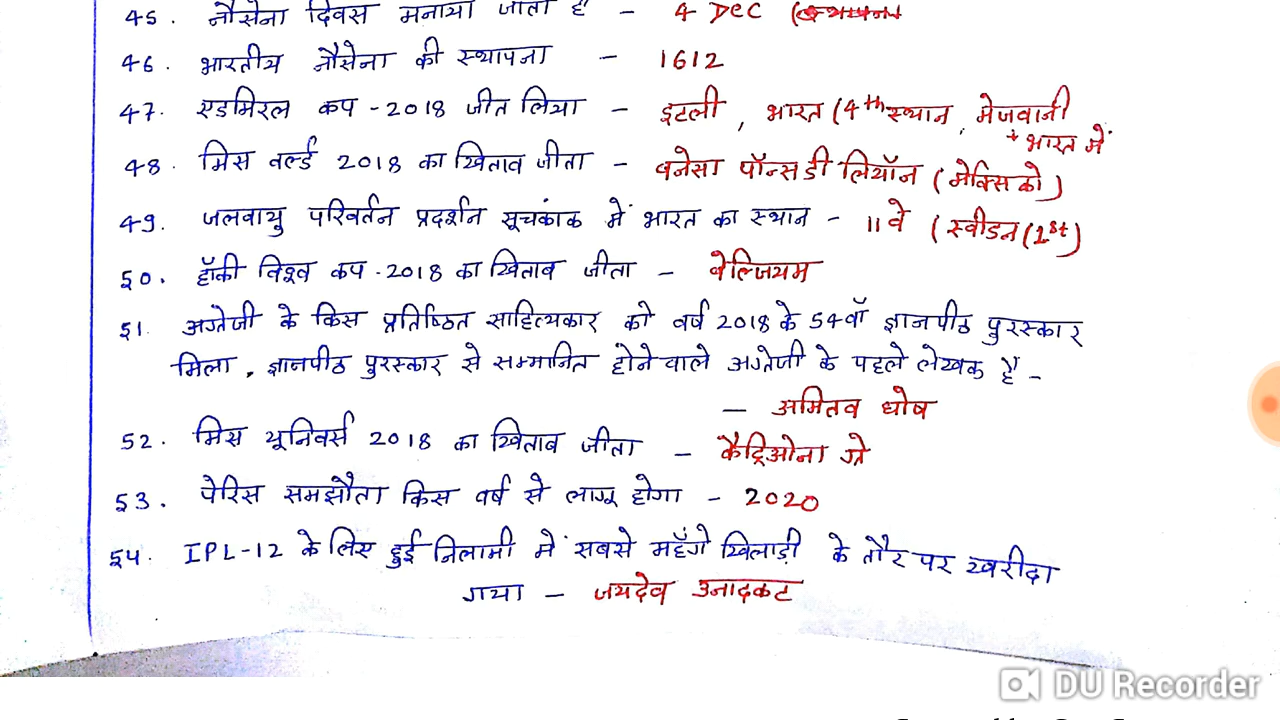 45. नौसेना दिवस मनाया जाता है - 4 Dec (स्थापना
46. भारतीय नौसेना की स्थापना - 1612
47. एडमिरल कप -2018 जीत लिया - इटली, भारत (4th स्थान, मेजवानी
* भारत में
48. मिस वर्ल्ड 2018 का खिताब जीता - वनेसा पॉन्स डी लियॉन (मेक्सिको)
49. जलवायु परिवर्तन प्रदर्शन सूचकांक में भारत का स्थान - 11वे (स्वीडन (1st)
50. हॉकी विश्व कप -2018 का खिताब जीता - वेल्जियम
51. अंग्रेजी के किस प्रतिष्ठित साहित्यकार को वर्ष 2018 के 54वाँ ज्ञानपीठ पुरस्कार
मिला, ज्ञानपीठ पुरस्कार से सम्मानित होने वाले अंग्रेजी के पहले लेखक हैं -
- अमितव घोष
52. मिस यूनिवर्स 2018 का खिताब जीता - कैट्रिओना ग्रे
53. पेरिस समझौता किस वर्ष से लागू होगा - 2020
54. IPL-12 के लिए हुई निलामी में सबसे महँगे खिलाड़ी के तौर पर खरीदा
गया - जयदेव उनादकट
DU Recorder